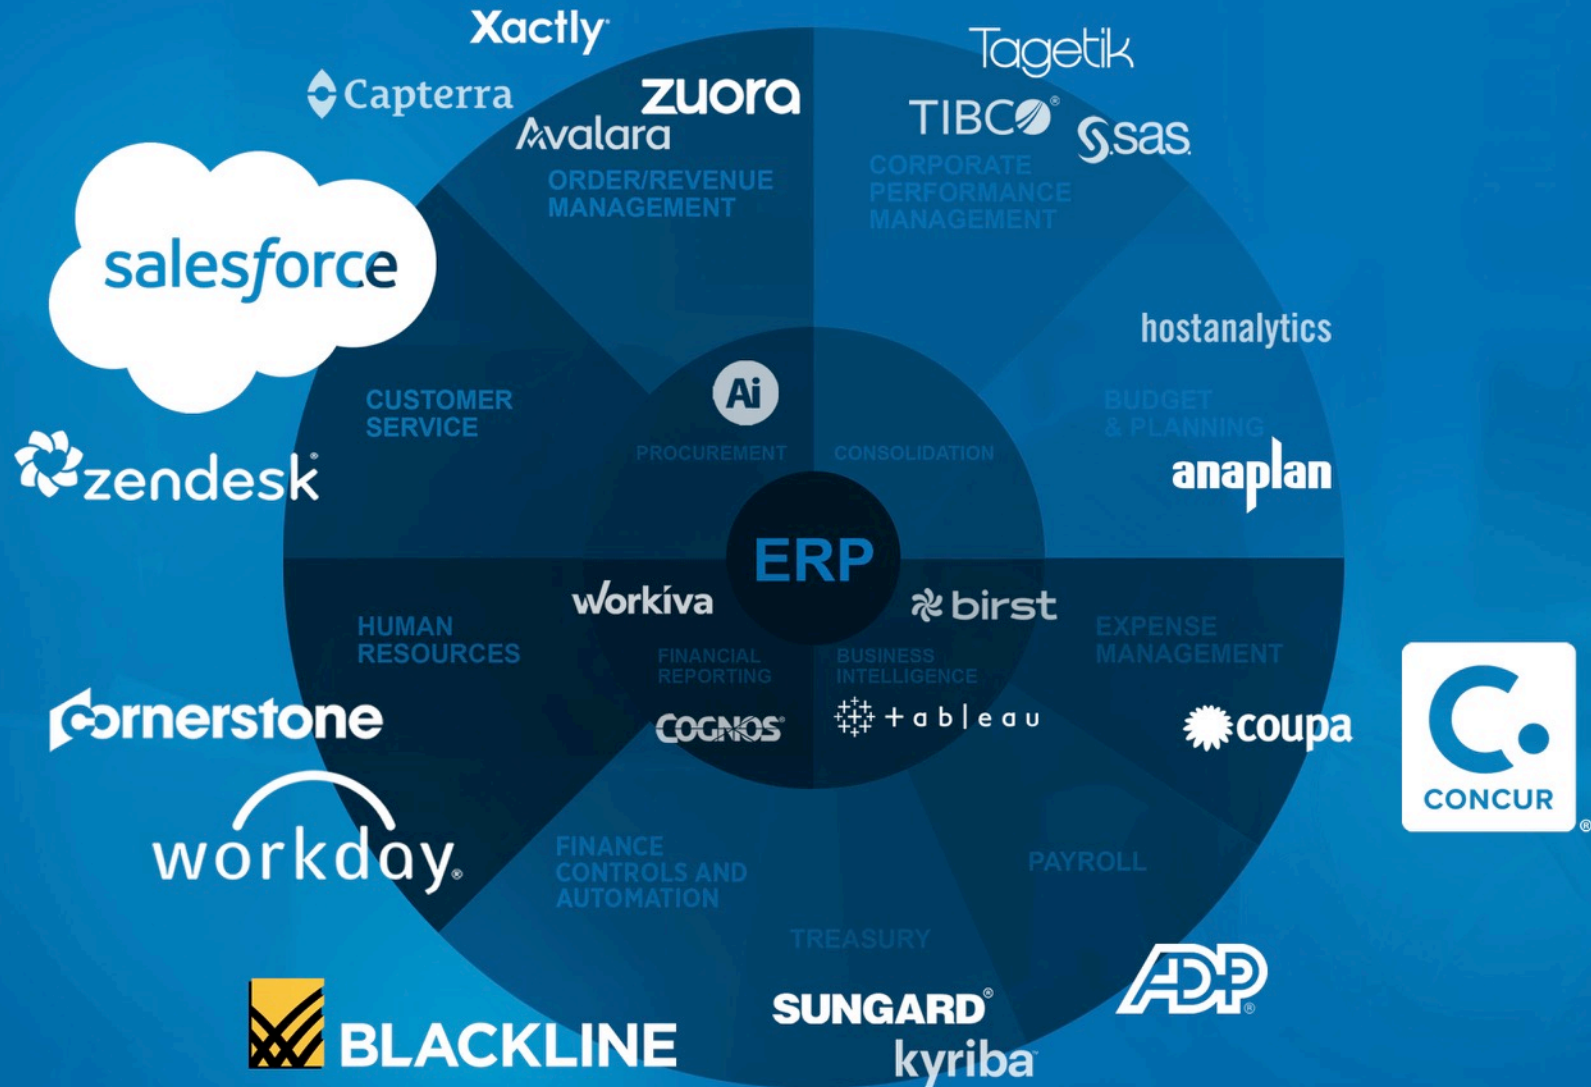 Xactly
Capterra
zuora
Avalara
ORDER/REVENUE
MANAGEMENT
Tagetik
TIBCO®
sas
CORPORATE
PERFORMANCE
MANAGEMENT
salesforce
CUSTOMER
SERVICE
zendesk
hostanalytics
BUDGET
& PLANNING
anaplan
Ai
PROCUREMENT
CONSOLIDATION
ERP
workiva
FINANCIAL
REPORTING
COGNOS®
birst
BUSINESS
INTELLIGENCE
+ableau
HUMAN
RESOURCES
cornerstone
workday®
EXPENSE
MANAGEMENT
coupa
C.
CONCUR
®
FINANCE
CONTROLS AND
AUTOMATION
BLACKLINE
TREASURY
SUNGARD®
kyriba
PAYROLL
ADP®